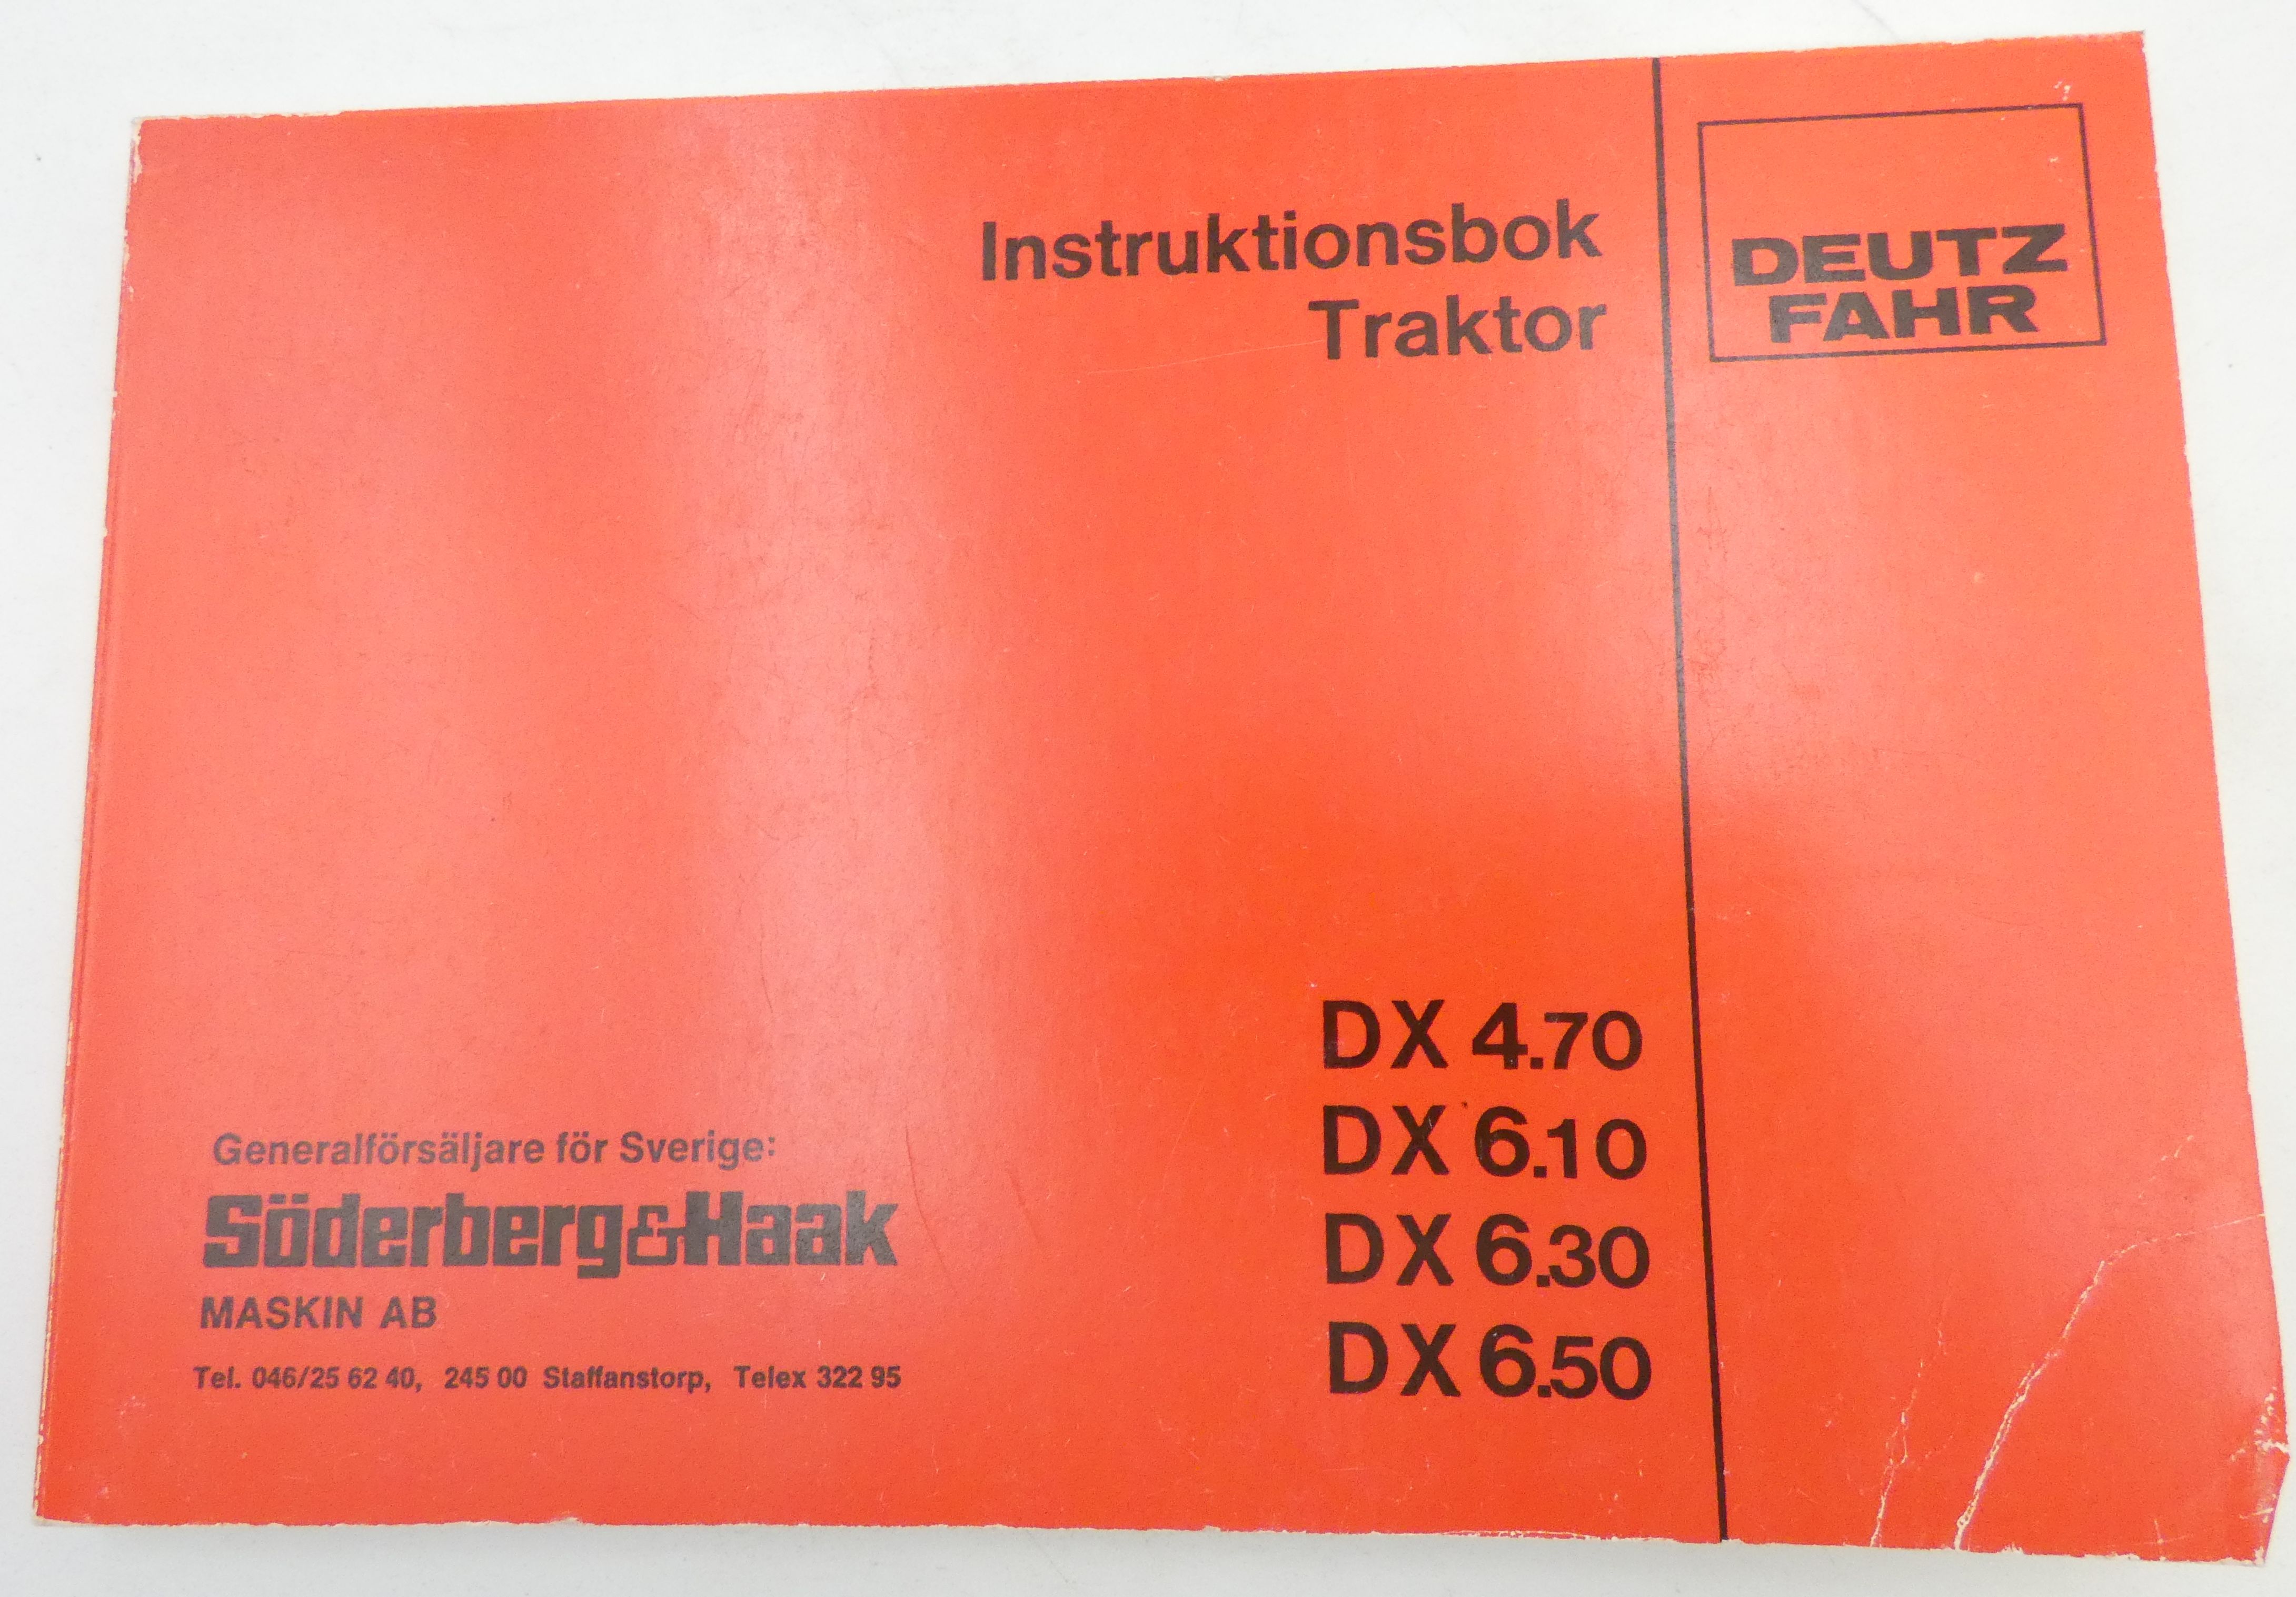 Instruktionsbok
Traktor
DEUTZ
FAHR
DX 4.70
DX 6.10
DX 6.30
DX 6.50
Generalförsäljare för Sverige:
Söderberg&Haak
MASKIN AB
Tel. 046/25 62 40, 245 00 Staffanstorp, Telex 322 95